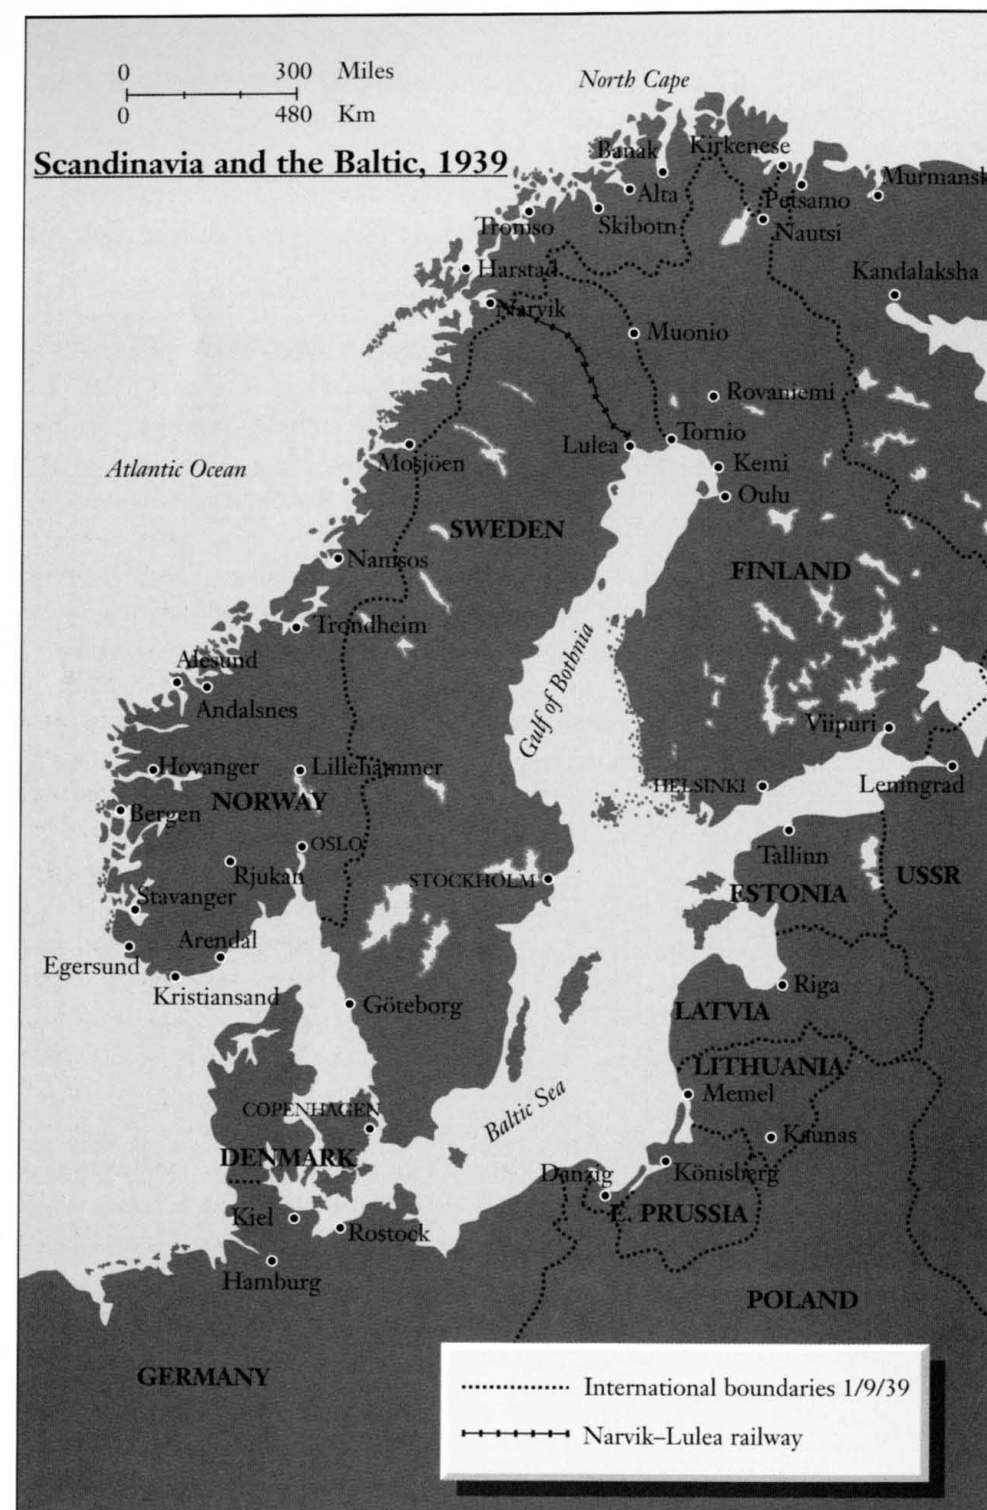 0 300 Miles
0 480 Km
North Cape
Scandinavia and the Baltic, 1939
Banak
Kirkenese
Alta
Petsamo
Murmansk
Tromso
Skibotn
Nautsi
Harstad
Kandalaksha
Narvik
Muonio
Rovaniemi
Lulea
Tornio
Atlantic Ocean
Mosjöen
Kemi
Oulu
SWEDEN
Namsos
FINLAND
Trondheim
Gulf of Bothnia
Alesund
Andalsnes
Viipuri
Hovanger
Lillehammer
HELSINKI
Leningrad
NORWAY
Bergen
OSLO
Tallinn
Rjukan
STOCKHOLM
ESTONIA
USSR
Stavanger
Arendal
Egersund
Kristiansand
Göteborg
Riga
LATVIA
LITHUANIA
Memel
Baltic Sea
COPENHAGEN
Kaunas
DENMARK
Danzig
Könisberg
E. PRUSSIA
Kiel
Rostock
Hamburg
POLAND
GERMANY
International boundaries 1/9/39
Narvik–Lulea railway